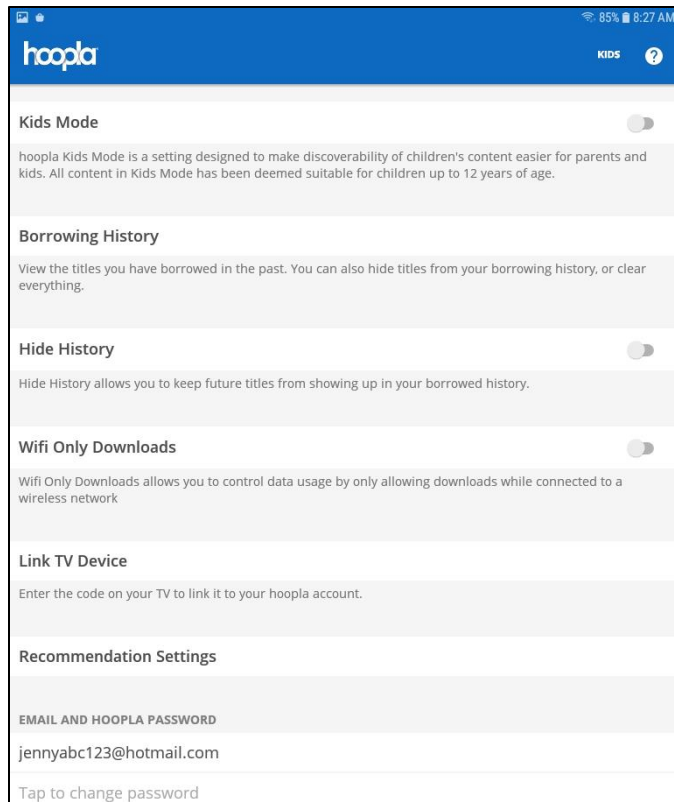 85% 8:27 AM
hoopla
KIDS ?
Kids Mode
hoopla Kids Mode is a setting designed to make discoverability of children's content easier for parents and
kids. All content in Kids Mode has been deemed suitable for children up to 12 years of age.
Borrowing History
View the titles you have borrowed in the past. You can also hide titles from your borrowing history, or clear
everything.
Hide History
Hide History allows you to keep future titles from showing up in your borrowed history.
Wifi Only Downloads
Wifi Only Downloads allows you to control data usage by only allowing downloads while connected to a
wireless network
Link TV Device
Enter the code on your TV to link it to your hoopla account.
Recommendation Settings
EMAIL AND HOOPLA PASSWORD
jennyabc123@hotmail.com
Tap to change password